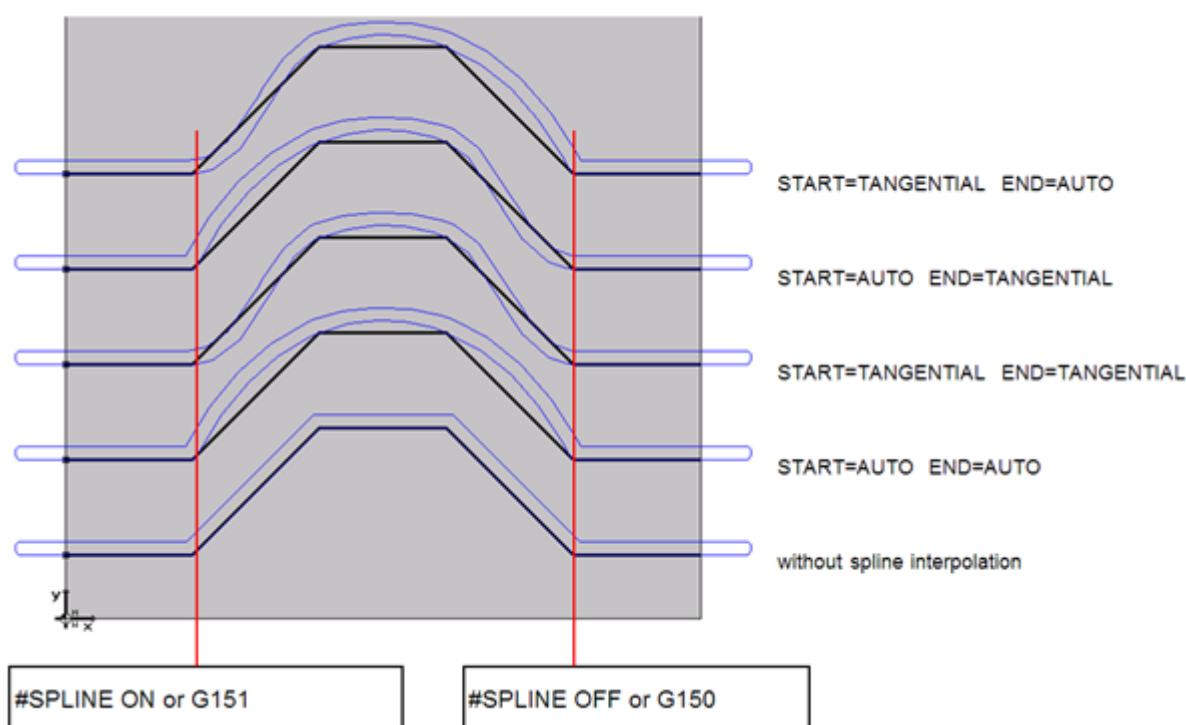 START=TANGENTIAL END=AUTO
START=AUTO END=TANGENTIAL
START=TANGENTIAL END=TANGENTIAL
START=AUTO END=AUTO
without spline interpolation
Y
X
#SPLINE ON or G151
#SPLINE OFF or G150